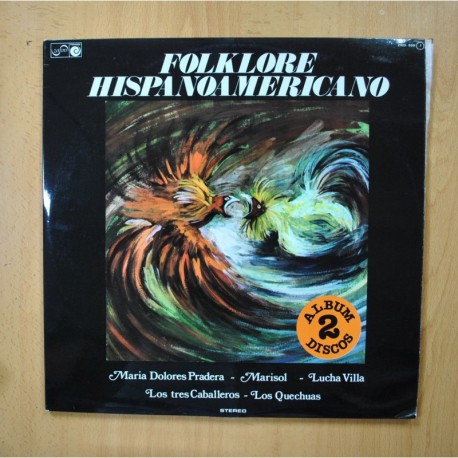 FOLKLORE
HISPANOAMERICANO
ALBUM
2
DISCOS
Maria Dolores Pradera - Marisol - Lucha Villa
Los tres Caballeros - Los Quechuas
STEREO